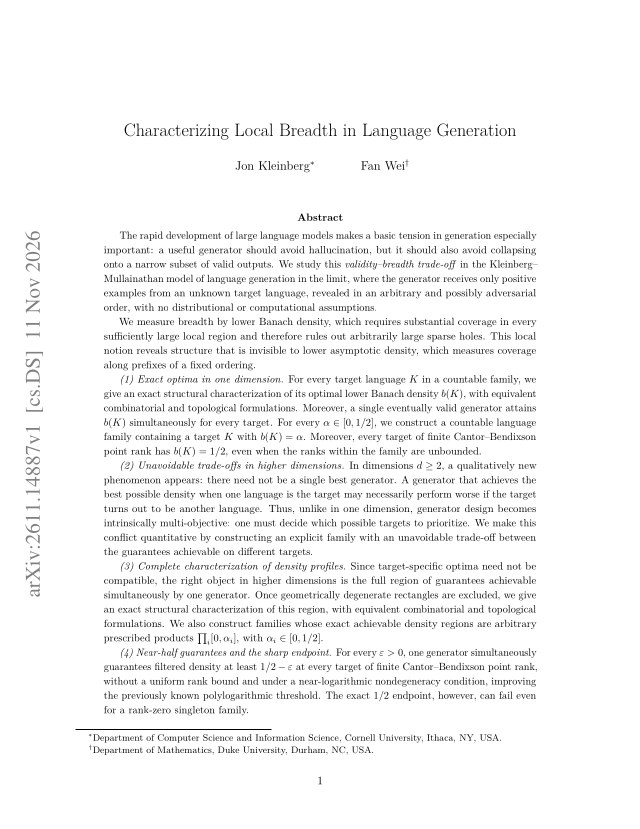 Characterizing Local Breadth in Language Generation
Jon Kleinberg* Fan Wei†
Abstract
The rapid development of large language models makes a basic tension in generation especially
important: a useful generator should avoid hallucination, but it should also avoid collapsing
onto a narrow subset of valid outputs. We study this validity–breadth trade-off in the Kleinberg–
Mullainathan model of language generation in the limit, where the generator receives only positive
examples from an unknown target language, revealed in an arbitrary and possibly adversarial
order, with no distributional or computational assumptions.
We measure breadth by lower Banach density, which requires substantial coverage in every
sufficiently large local region and therefore rules out arbitrarily large sparse holes. This local
notion reveals structure that is invisible to lower asymptotic density, which measures coverage
along prefixes of a fixed ordering.
(1) Exact optima in one dimension. For every target language K in a countable family, we
give an exact structural characterization of its optimal lower Banach density b(K), with equivalent
combinatorial and topological formulations. Moreover, a single eventually valid generator attains
b(K) simultaneously for every target. For every α ∈ [0, 1/2], we construct a countable language
family containing a target K with b(K) = α. Moreover, every target of finite Cantor–Bendixson
point rank has b(K) = 1/2, even when the ranks within the family are unbounded.
(2) Unavoidable trade-offs in higher dimensions. In dimensions d ≥ 2, a qualitatively new
phenomenon appears: there need not be a single best generator. A generator that achieves the
best possible density when one language is the target may necessarily perform worse if the target
turns out to be another language. Thus, unlike in one dimension, generator design becomes
intrinsically multi-objective: one must decide which possible targets to prioritize. We make this
conflict quantitative by constructing an explicit family with an unavoidable trade-off between
the guarantees achievable on different targets.
(3) Complete characterization of density profiles. Since target-specific optima need not be
compatible, the right object in higher dimensions is the full region of guarantees achievable
simultaneously by one generator. Once geometrically degenerate rectangles are excluded, we give
an exact structural characterization of this region, with equivalent combinatorial and topological
formulations. We also construct families whose exact achievable density regions are arbitrary
prescribed products ∏i[0, αi], with αi ∈ [0, 1/2].
(4) Near-half guarantees and the sharp endpoint. For every ε > 0, one generator simultaneously
guarantees filtered density at least 1/2 − ε at every target of finite Cantor–Bendixson point rank,
without a uniform rank bound and under a near-logarithmic nondegeneracy condition, improving
the previously known polylogarithmic threshold. The exact 1/2 endpoint, however, can fail even
for a rank-zero singleton family.
*Department of Computer Science and Information Science, Cornell University, Ithaca, NY, USA.
†Department of Mathematics, Duke University, Durham, NC, USA.
1
arXiv:2611.14887v1 [cs.DS] 11 Nov 2026